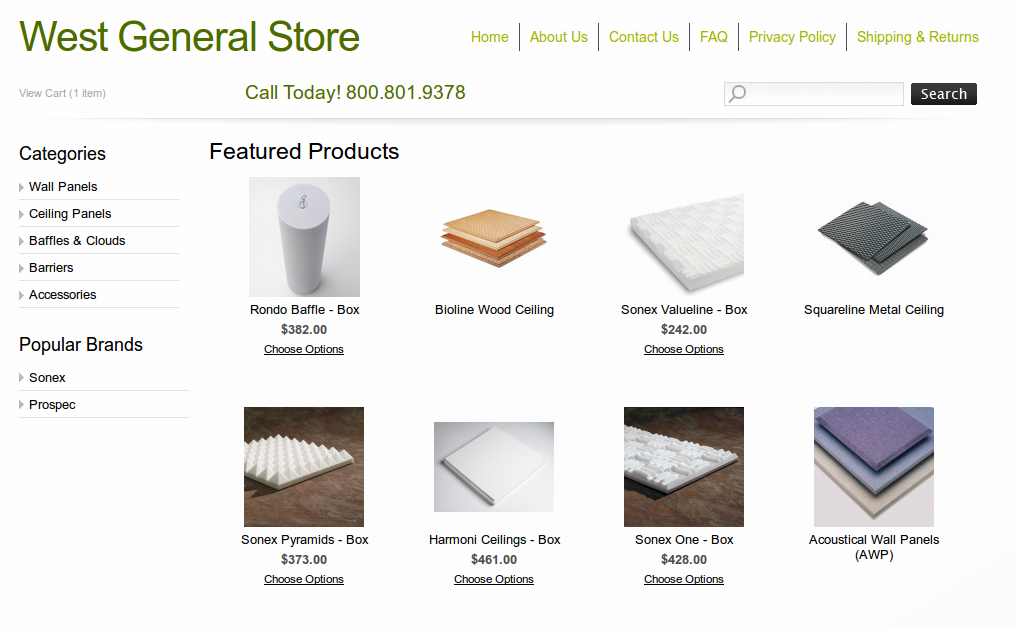 West General Store
Home
About Us
Contact Us
FAQ
Privacy Policy
Shipping & Returns
View Cart (1 item)
Call Today! 800.801.9378
Search
Categories
Wall Panels
Ceiling Panels
Baffles & Clouds
Barriers
Accessories
Popular Brands
Sonex
Prospec
Featured Products
Rondo Baffle - Box
$382.00
Choose Options
Bioline Wood Ceiling
Sonex Valueline - Box
$242.00
Choose Options
Squareline Metal Ceiling
Sonex Pyramids - Box
$373.00
Choose Options
Harmoni Ceilings - Box
$461.00
Choose Options
Sonex One - Box
$428.00
Choose Options
Acoustical Wall Panels
(AWP)